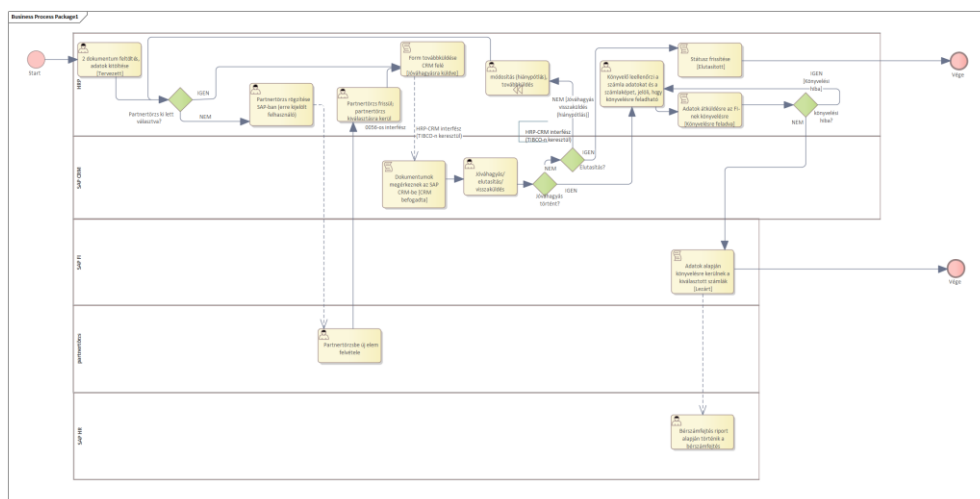 Business Process Package1
HRP
Start
2 dokumentum feltöltése,
adatok kitöltése
[Tervezett]
Partnertörzs ki lett
választva?
IGEN
NEM
Partnertörzs rögzítése
SAP-ban (erre kijelölt
felhasználó)
Partnertörzs frissül,
partnertörzs
kiválasztásra kerül
0056-os interfész
Form továbbküldése
CRM felé
[Jóváhagyásra küldve]
HRP-CRM interfész
(TIBCO-n keresztül)
módosítás (hiánypótlás),
továbbküldés
NEM [Jóváhagyás
visszaküldés
(hiánypótlás)]
HRP-CRM interfész
(TIBCO-n keresztül)
Könyvelő leellenőrzi a
számla adatokat és a
számlaképet, jelöli, hogy
könyvelésre feladható
Státusz frissítése
[Elutasított]
Adatok átküldésre az FI-
nek könyvelésre
[Könyvelésre feladva]
IGEN
[Könyvelési
hiba]
könyvelési
hiba?
NEM
Vége
SAP CRM
Dokumentumok
megérkeznek az SAP
CRM-be [CRM
befogadta]
Jóváhagyás/
elutasítás/
visszaküldés
NEM
Jóváhagyás
történt?
IGEN
Elutasítás?
IGEN
SAP FI
Adatok alapján
könyvelésre kerülnek a
kiválasztott számlák
[Lezárt]
Vége
partnertörzs
Partnertörzsbe új elem
felvétele
SAP HR
Bérszámfejtés riport
alapján történik a
bérszámfejtés